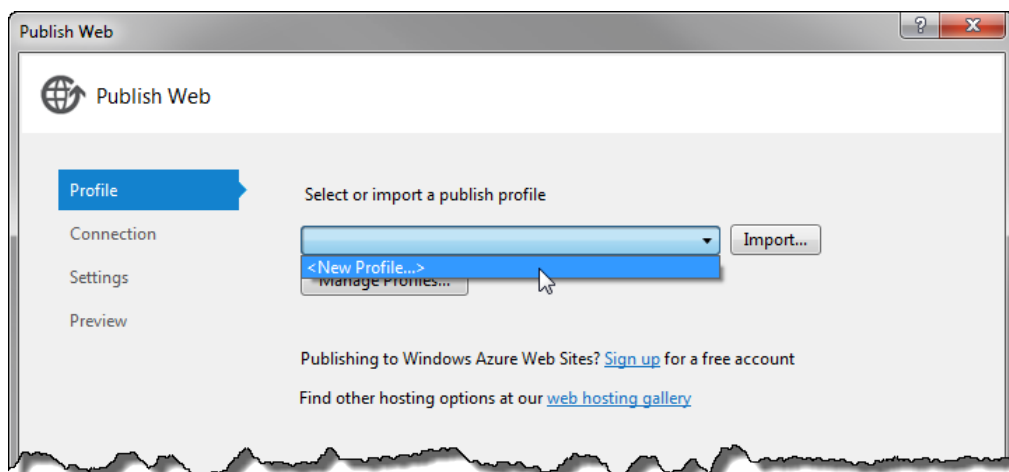 Publish Web
Publish Web
Profile
Select or import a publish profile
Connection
Import...
<New Profile...>
Settings
Manage Profiles...
Preview
Publishing to Windows Azure Web Sites? Sign up for a free account
Find other hosting options at our web hosting gallery